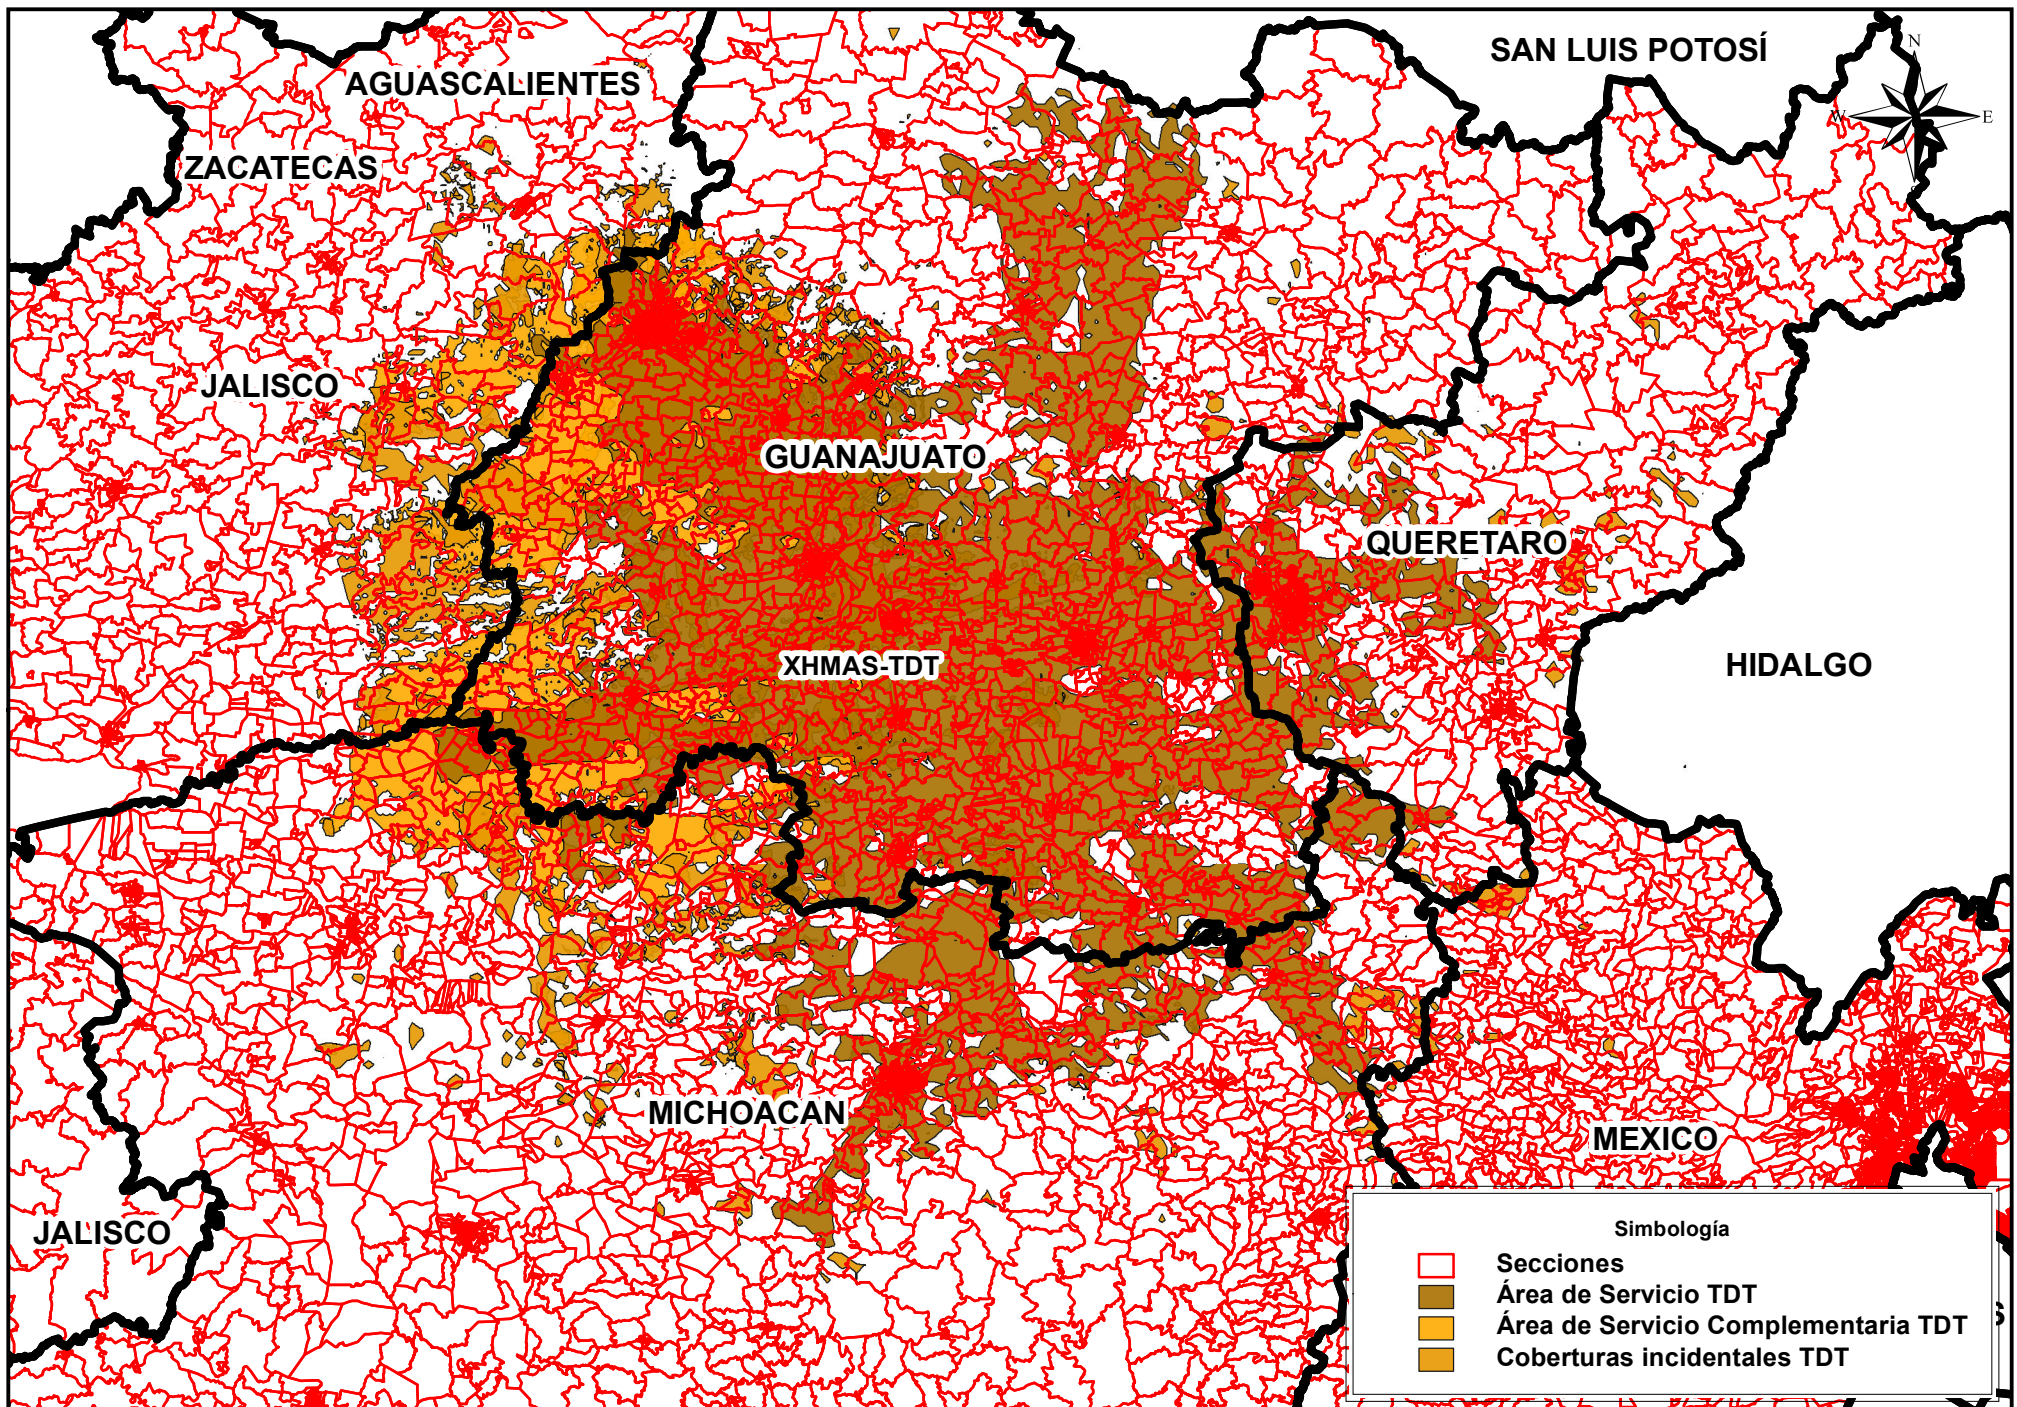 SAN LUIS POTOSÍ
N
AGUASCALIENTES
W
E
ZACATECAS
JALISCO
GUANAJUATO
QUERETARO
XHMAS-TDT
HIDALGO
MICHOACAN
MEXICO
JALISCO
Simbología
Secciones
Área de Servicio TDT
Área de Servicio Complementaria TDT
Coberturas incidentales TDT